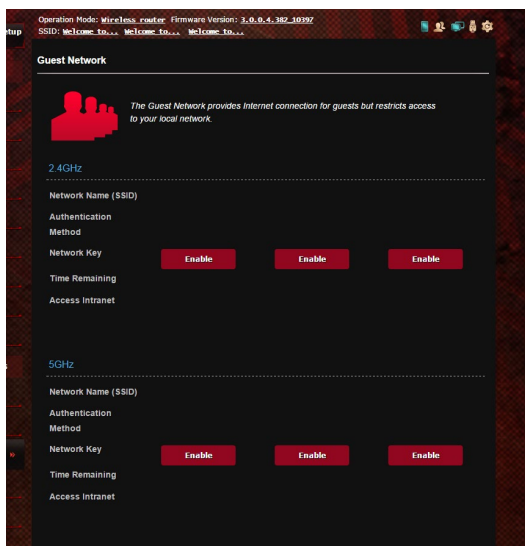 Operation Mode: Wireless router Firmware Version: 3.0.0.4.382_10397
etup
SSID: Welcome to... Welcome to... Welcome to...
Guest Network
The Guest Network provides Internet connection for guests but restricts access
to your local network.
2.4GHz
Network Name (SSID)
Authentication
Method
Network Key Enable Enable Enable
Time Remaining
Access Intranet
5GHz
s
Network Name (SSID)
Authentication
Method
Network Key Enable Enable Enable
Time Remaining
Access Intranet